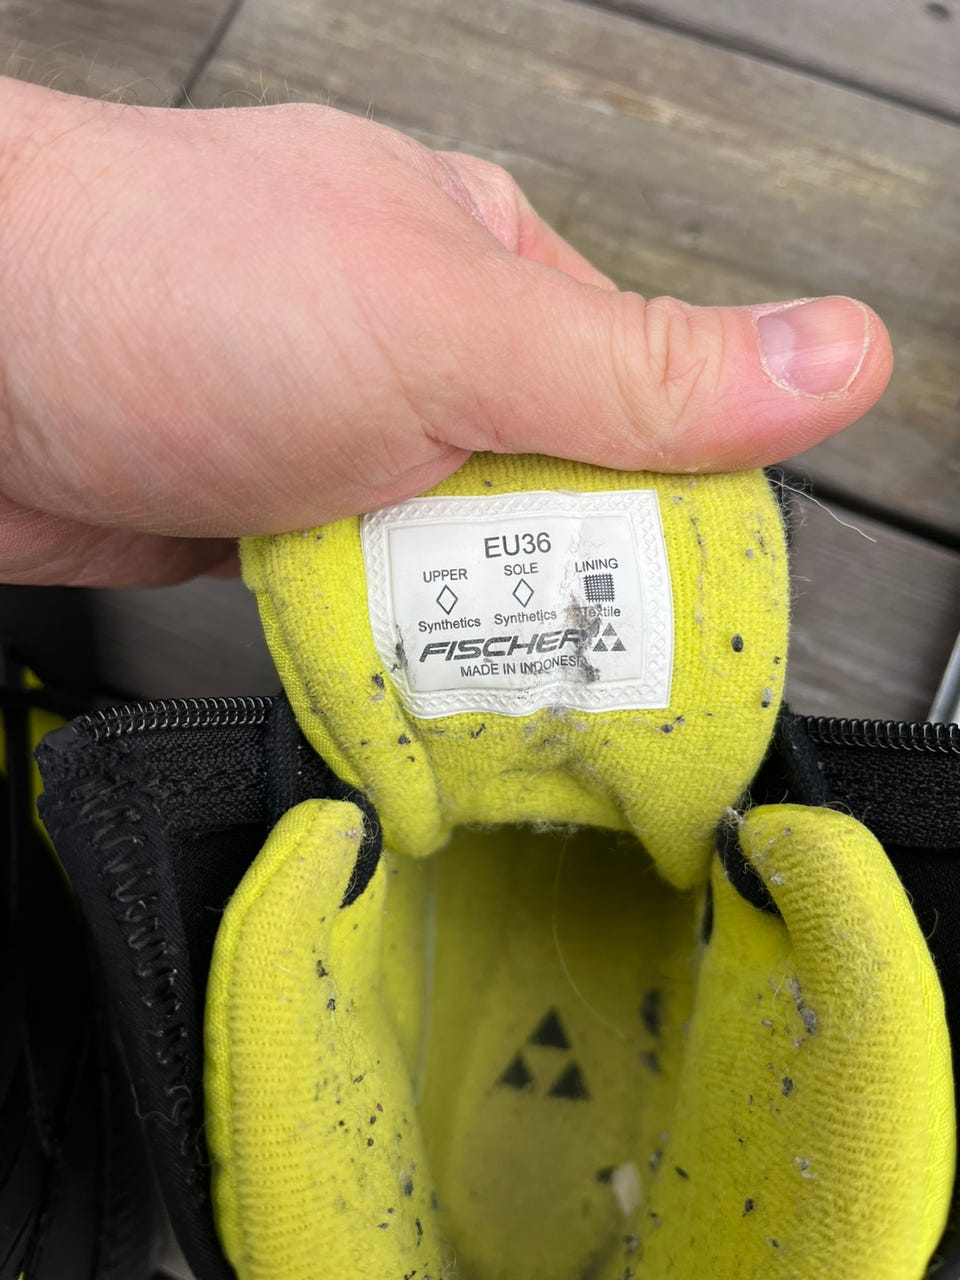 EU36
UPPER SOLE LINING
Synthetics Synthetics Textile
FISCHER
MADE IN INDONESIA